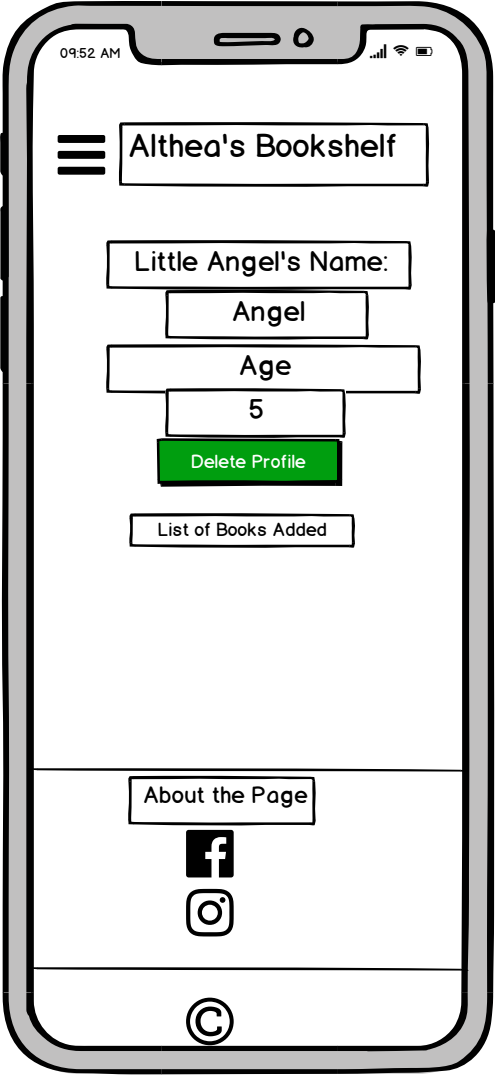 09:52 AM
Althea's Bookshelf
Little Angel's Name:
Angel
Age
5
Delete Profile
List of Books Added
About the Page
©